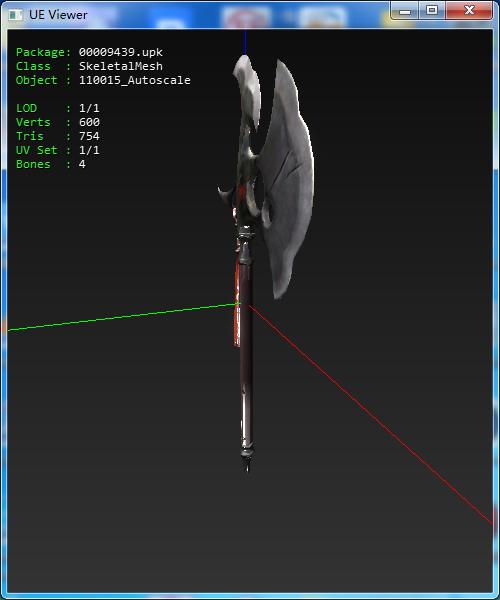 UE Viewer
Package: 00009439.upk
Class : SkeletalMesh
Object : 110015_Autoscale
LOD : 1/1
Verts : 600
Tris : 754
UV Set : 1/1
Bones : 4